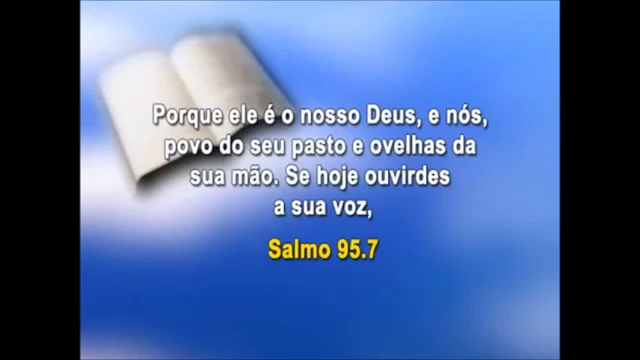 Porque ele é o nosso Deus, e nós,
povo do seu pasto e ovelhas da
sua mão. Se hoje ouvirdes
a sua voz,
Salmo 95.7